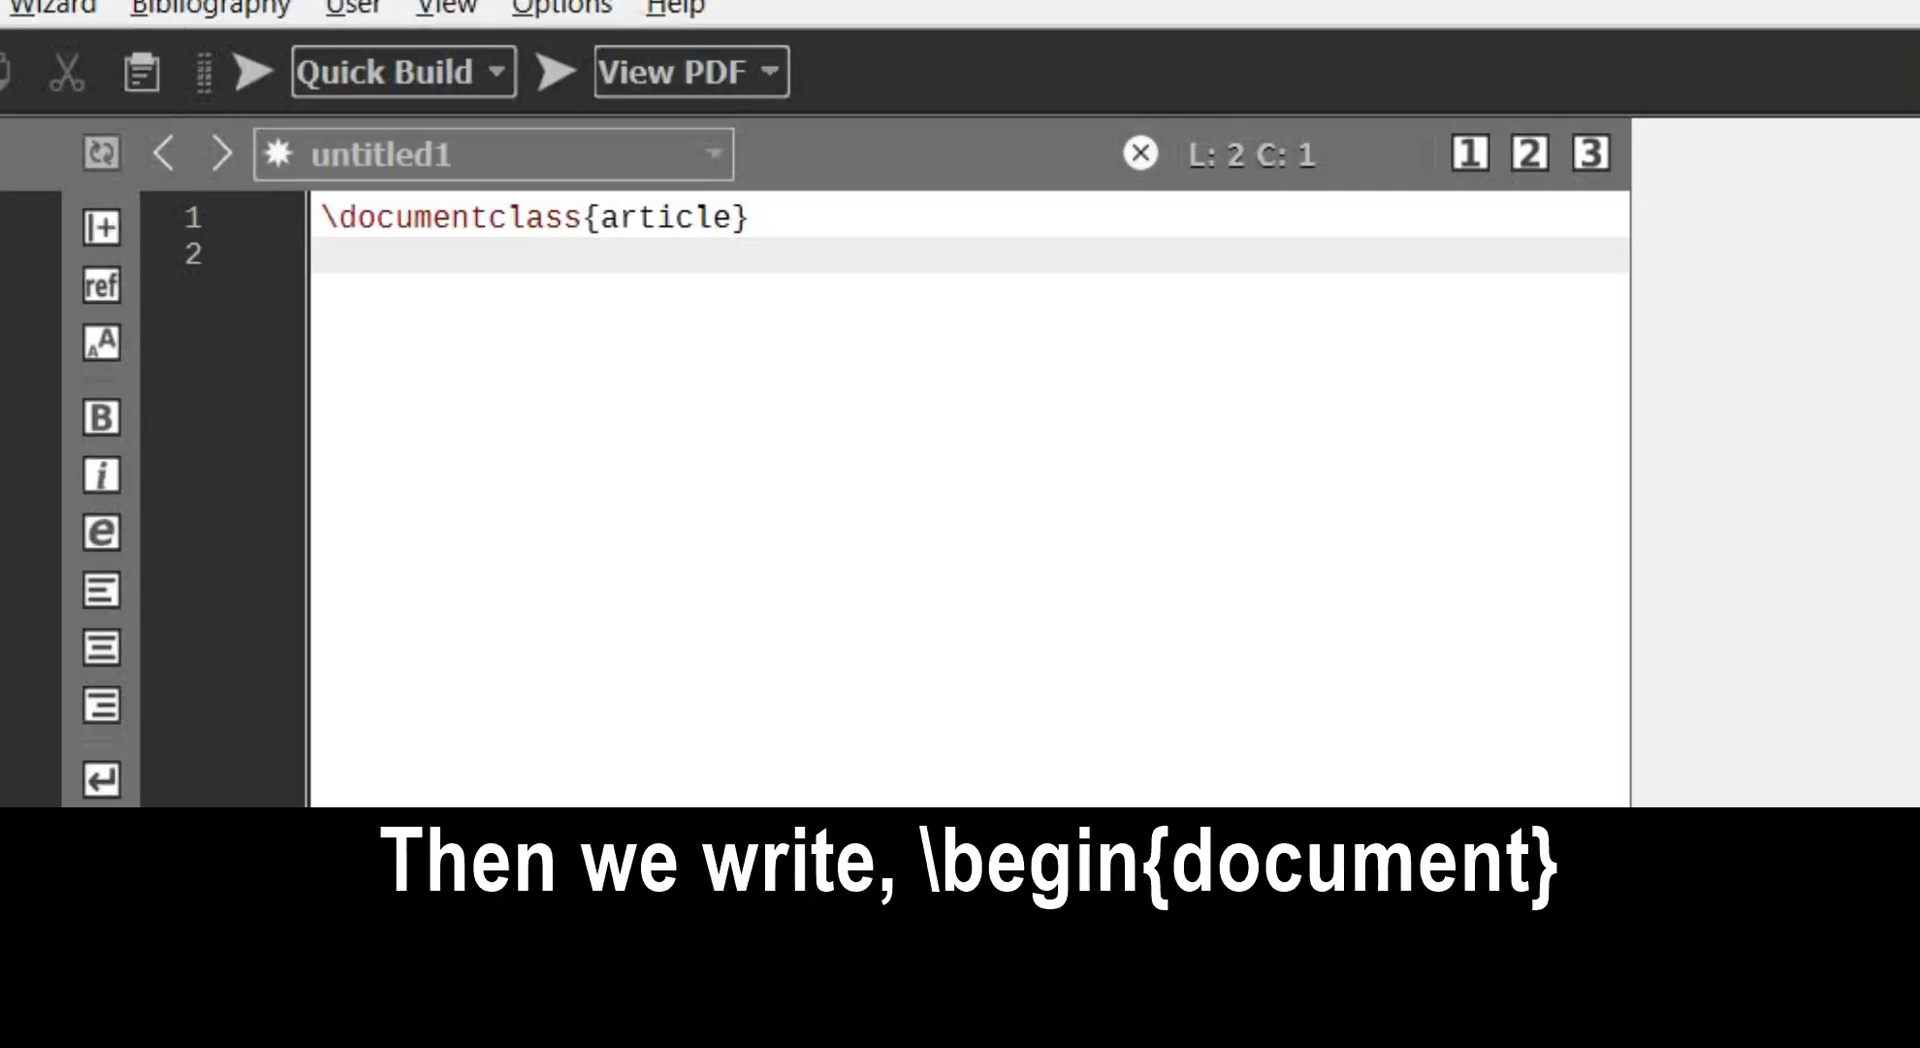 Wizard Bibliography User View Options Help
Quick Build View PDF
untitled1 L: 2 C: 1 1 2 3
1 \documentclass{article}
2
ref
AA
B
i
e
Then we write, \begin{document}